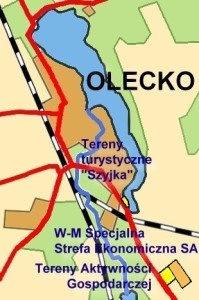 OLECKO
Tereny
turystyczne
"Szyjka"
W-M Specjalna
Strefa Ekonomiczna SA
Tereny Aktywności
Gospodarczej